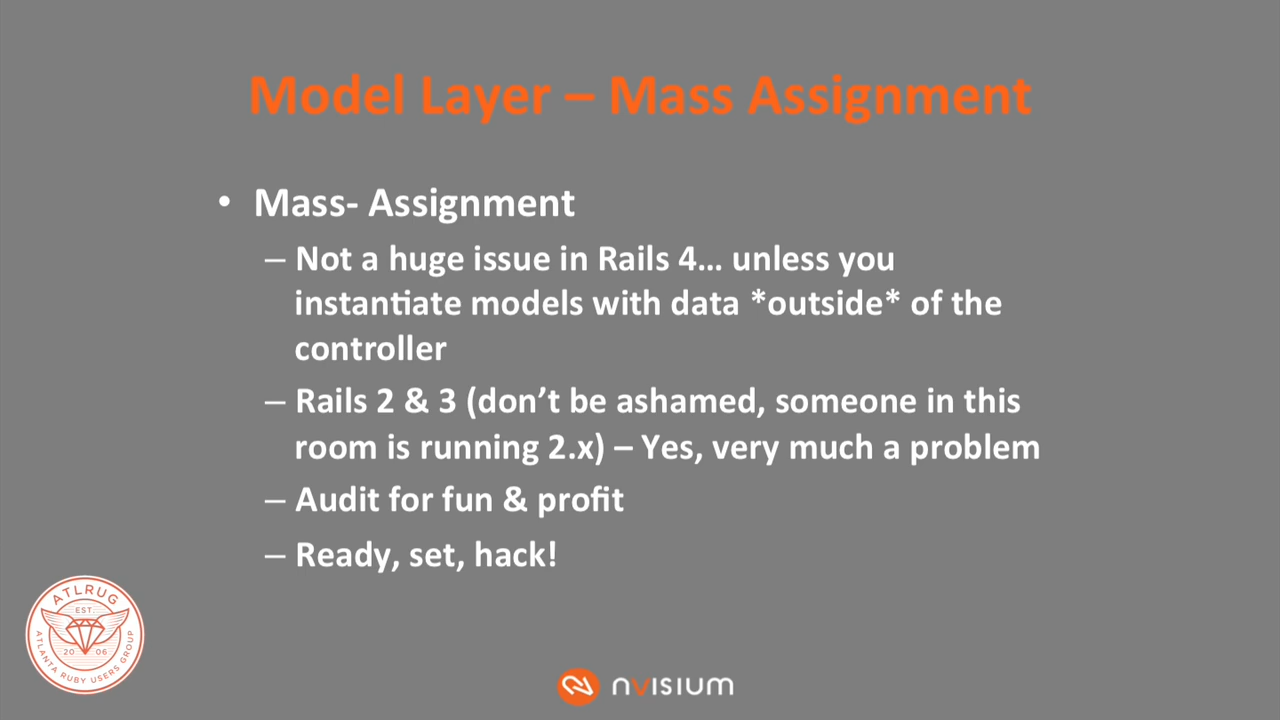 Model Layer – Mass Assignment
• Mass- Assignment
– Not a huge issue in Rails 4… unless you
instantiate models with data *outside* of the
controller
– Rails 2 & 3 (don’t be ashamed, someone in this
room is running 2.x) – Yes, very much a problem
– Audit for fun & profit
– Ready, set, hack!
ATLRUG
EST.
20 06
ATLANTA RUBY USERS GROUP
nVISIUM